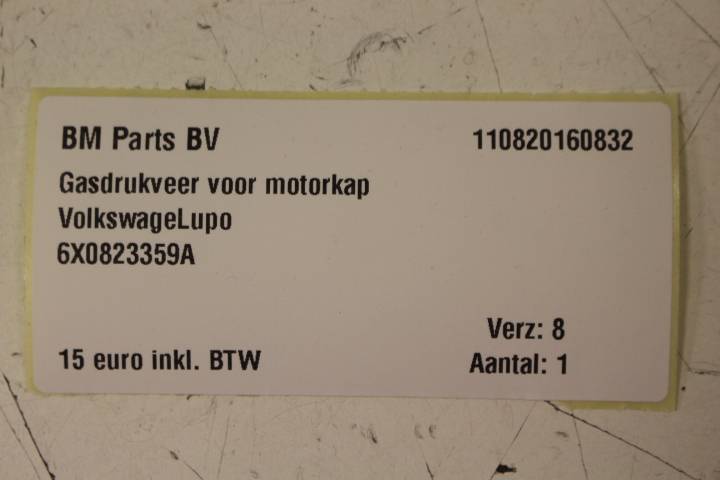 BM Parts BV 110820160832
Gasdrukveer voor motorkap
VolkswageLupo
6X0823359A
Verz: 8
15 euro inkl. BTW Aantal: 1